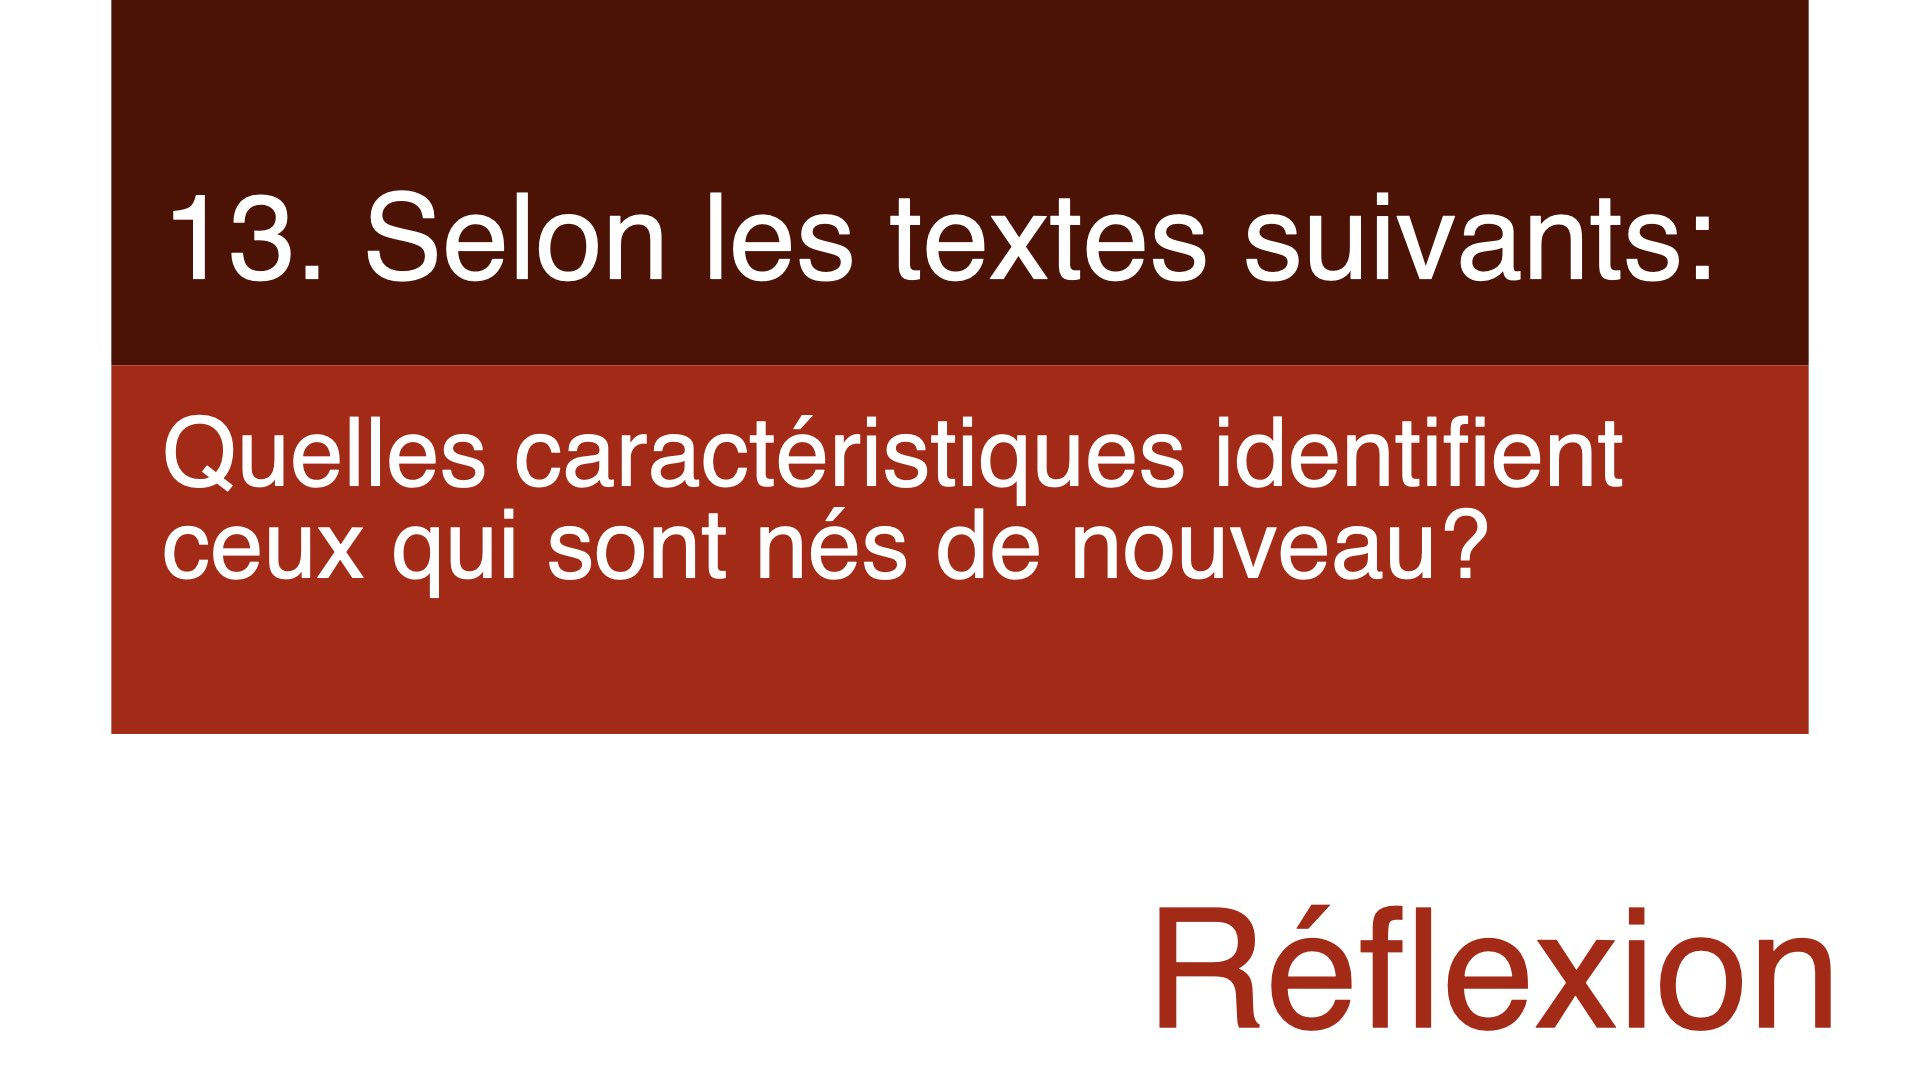 13. Selon les textes suivants:
Quelles caractéristiques identifient
ceux qui sont nés de nouveau?
Réflexion